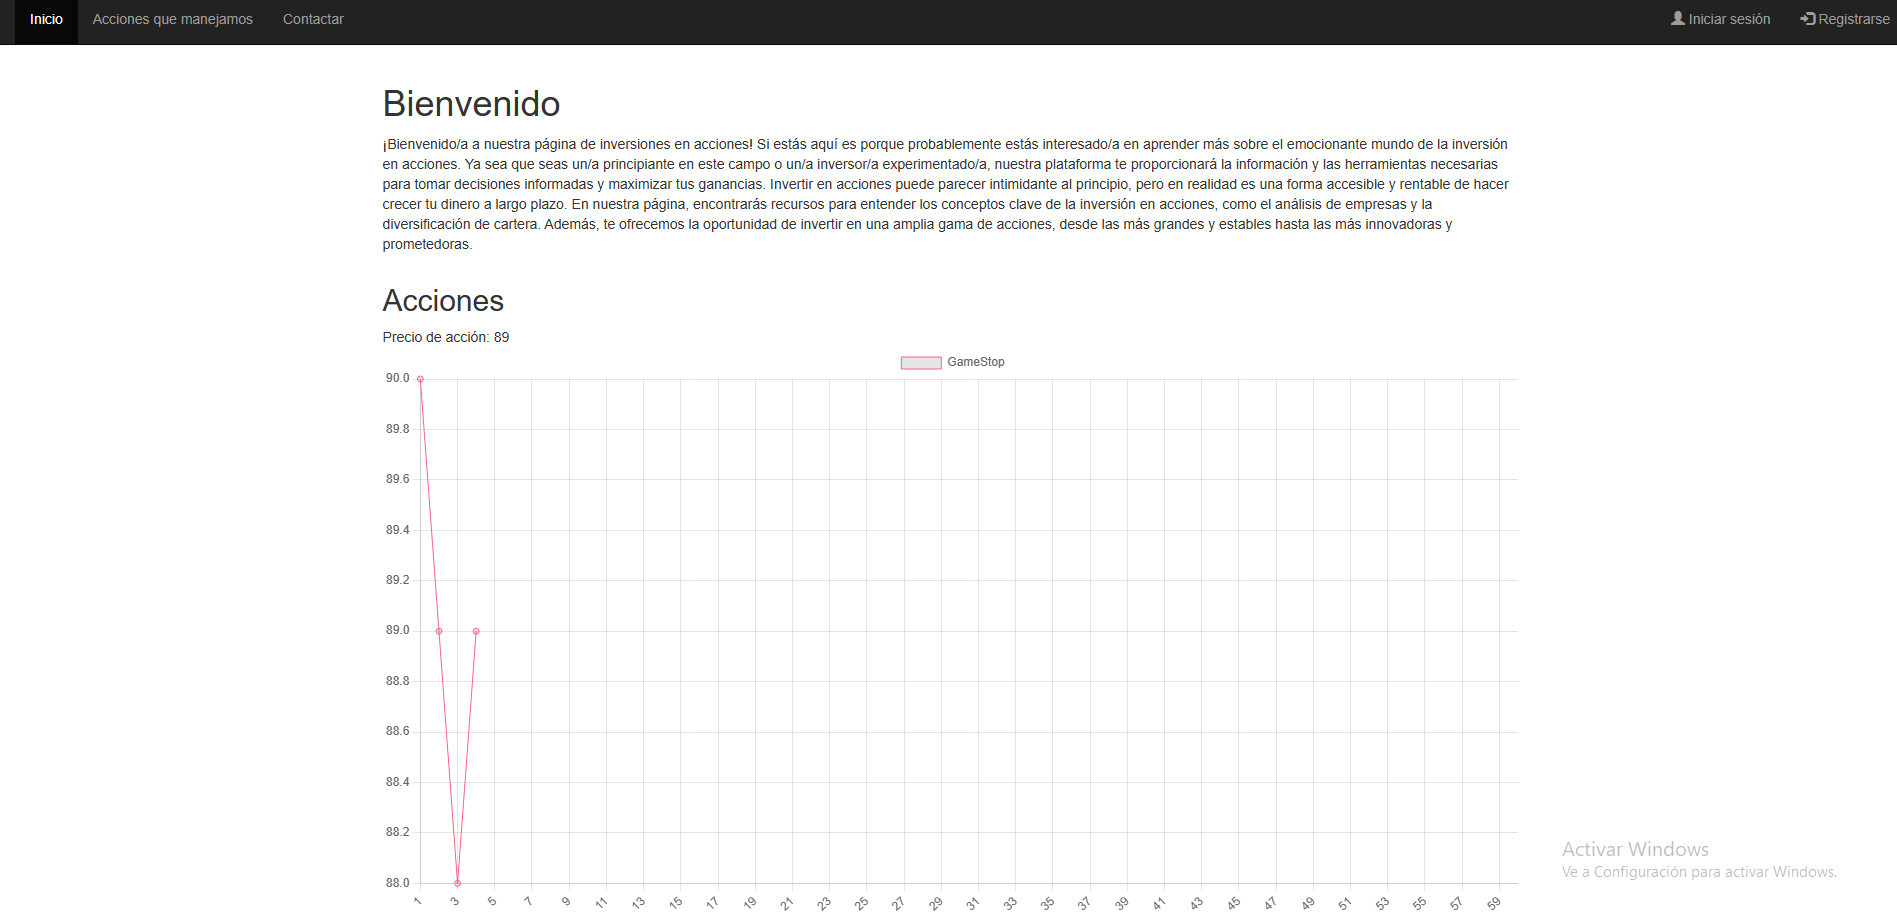 Inicio Acciones que manejamos Contactar Iniciar sesión Registrarse
Bienvenido
¡Bienvenido/a a nuestra página de inversiones en acciones! Si estás aquí es porque probablemente estás interesado/a en aprender más sobre el emocionante mundo de la inversión
en acciones. Ya sea que seas un/a principiante en este campo o un/a inversor/a experimentado/a, nuestra plataforma te proporcionará la información y las herramientas necesarias
para tomar decisiones informadas y maximizar tus ganancias. Invertir en acciones puede parecer intimidante al principio, pero en realidad es una forma accesible y rentable de hacer
crecer tu dinero a largo plazo. En nuestra página, encontrarás recursos para entender los conceptos clave de la inversión en acciones, como el análisis de empresas y la
diversificación de cartera. Además, te ofrecemos la oportunidad de invertir en una amplia gama de acciones, desde las más grandes y estables hasta las más innovadoras y
prometedoras.
Acciones
Precio de acción: 89
GameStop
90.0
89.8
89.6
89.4
89.2
89.0
88.8
88.6
88.4
88.2
88.0
1 3 5 7 9 11 13 15 17 19 21 23 25 27 29 31 33 35 37 39 41 43 45 47 49 51 53 55 57 59
Activar Windows
Ve a Configuración para activar Windows.